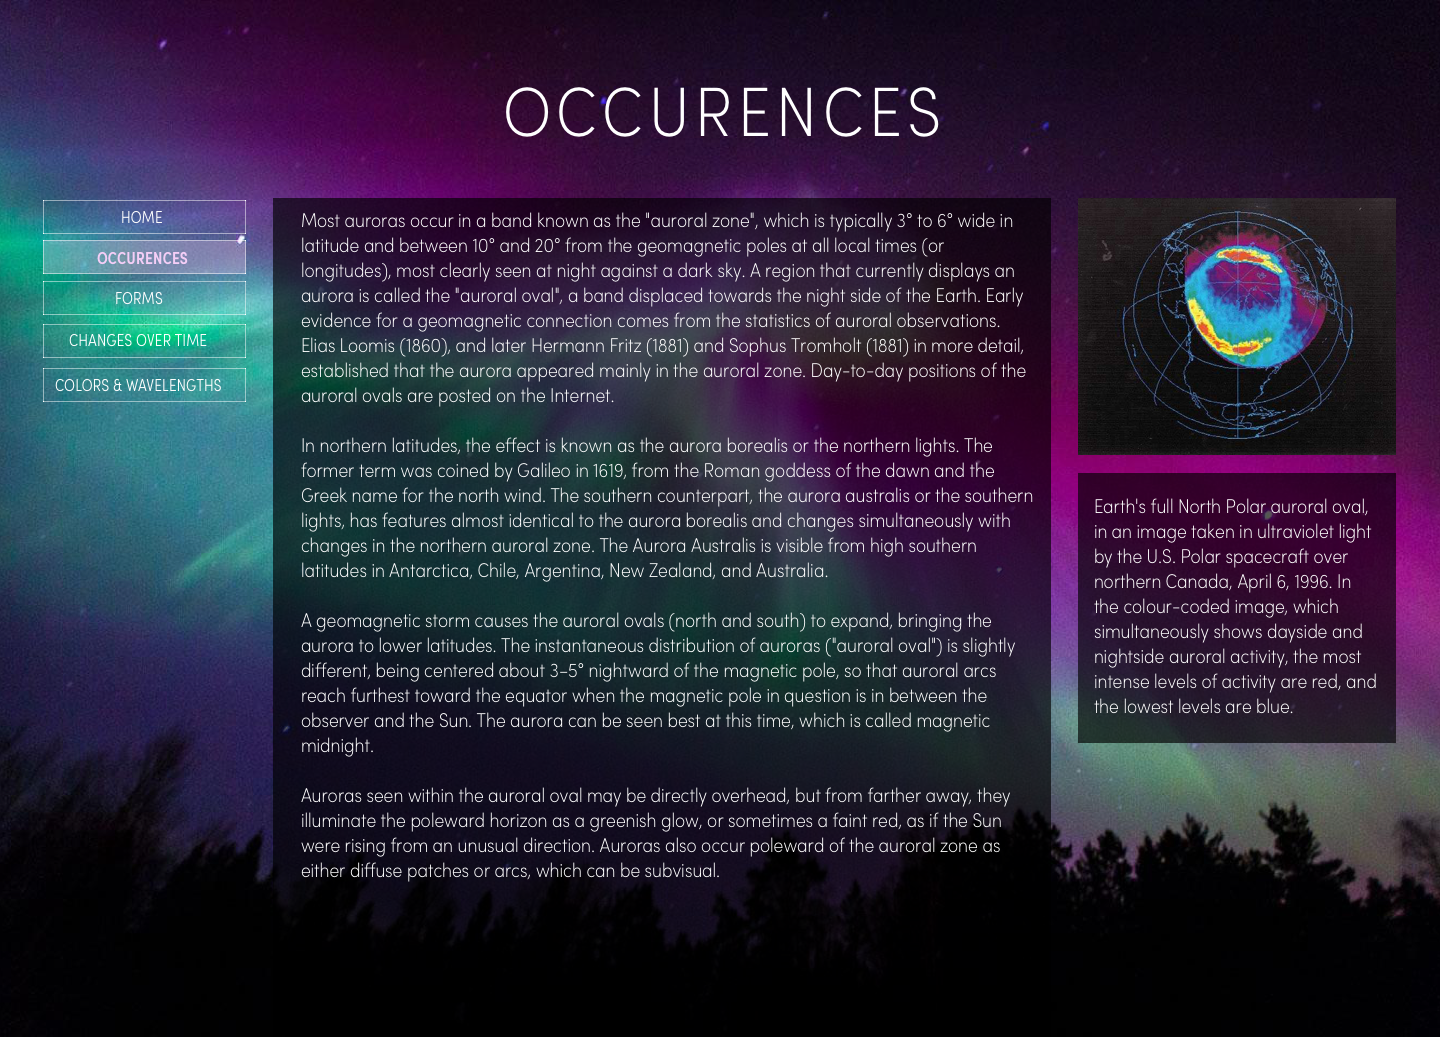 OCCURENCES
HOME
OCCURENCES
FORMS
CHANGES OVER TIME
COLORS & WAVELENGTHS
Most auroras occur in a band known as the "auroral zone", which is typically 3° to 6° wide in
latitude and between 10° and 20° from the geomagnetic poles at all local times (or
longitudes), most clearly seen at night against a dark sky. A region that currently displays an
aurora is called the "auroral oval", a band displaced towards the night side of the Earth. Early
evidence for a geomagnetic connection comes from the statistics of auroral observations.
Elias Loomis (1860), and later Hermann Fritz (1881) and Sophus Tromholt (1881) in more detail,
established that the aurora appeared mainly in the auroral zone. Day-to-day positions of the
auroral ovals are posted on the Internet.
In northern latitudes, the effect is known as the aurora borealis or the northern lights. The
former term was coined by Galileo in 1619, from the Roman goddess of the dawn and the
Greek name for the north wind. The southern counterpart, the aurora australis or the southern
lights, has features almost identical to the aurora borealis and changes simultaneously with
changes in the northern auroral zone. The Aurora Australis is visible from high southern
latitudes in Antarctica, Chile, Argentina, New Zealand, and Australia.
A geomagnetic storm causes the auroral ovals (north and south) to expand, bringing the
aurora to lower latitudes. The instantaneous distribution of auroras ("auroral oval") is slightly
different, being centered about 3–5° nightward of the magnetic pole, so that auroral arcs
reach furthest toward the equator when the magnetic pole in question is in between the
observer and the Sun. The aurora can be seen best at this time, which is called magnetic
midnight.
Auroras seen within the auroral oval may be directly overhead, but from farther away, they
illuminate the poleward horizon as a greenish glow, or sometimes a faint red, as if the Sun
were rising from an unusual direction. Auroras also occur poleward of the auroral zone as
either diffuse patches or arcs, which can be subvisual.
Earth's full North Polar auroral oval,
in an image taken in ultraviolet light
by the U.S. Polar spacecraft over
northern Canada, April 6, 1996. In
the colour-coded image, which
simultaneously shows dayside and
nightside auroral activity, the most
intense levels of activity are red, and
the lowest levels are blue.